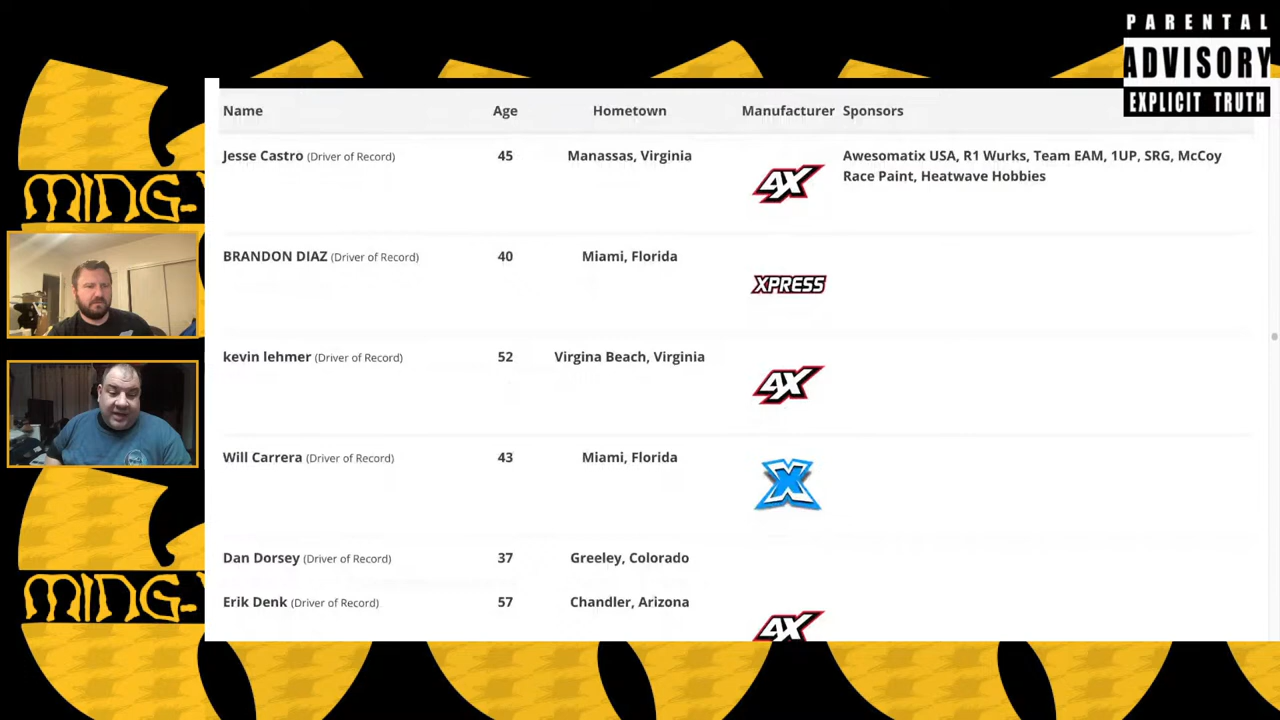 PARENTAL
ADVISORY
EXPLICIT TRUTH
MING-
Name Age Hometown Manufacturer Sponsors
Jesse Castro (Driver of Record) 45 Manassas, Virginia 4X Awesomatix USA, R1 Wurks, Team EAM, 1UP, SRG, McCoy
Race Paint, Heatwave Hobbies
BRANDON DIAZ (Driver of Record) 40 Miami, Florida XPRESS
kevin lehmer (Driver of Record) 52 Virgina Beach, Virginia 4X
Will Carrera (Driver of Record) 43 Miami, Florida X
Dan Dorsey (Driver of Record) 37 Greeley, Colorado
Erik Denk (Driver of Record) 57 Chandler, Arizona 4X
MING-